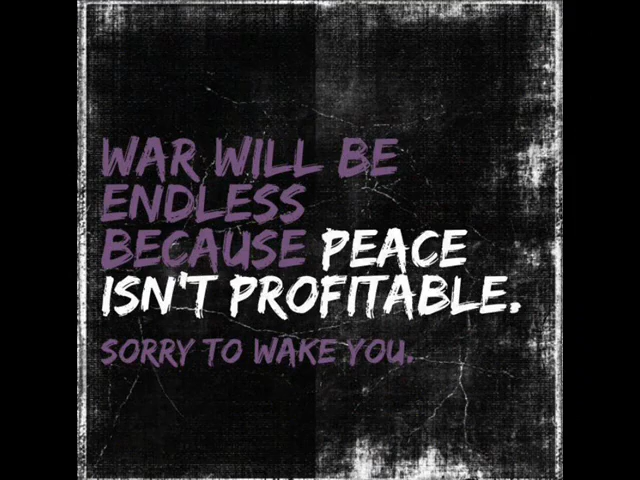 WAR WILL BE
ENDLESS
BECAUSE PEACE
ISN'T PROFITABLE.
SORRY TO WAKE YOU.